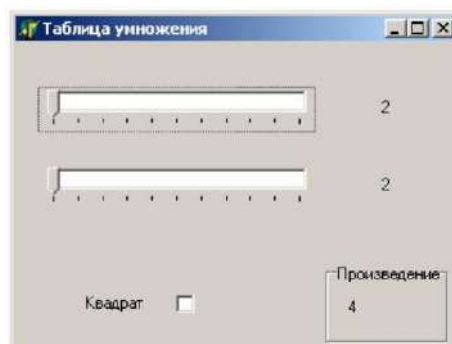 Таблица умножения
2
2
Произведение
Квадрат
4